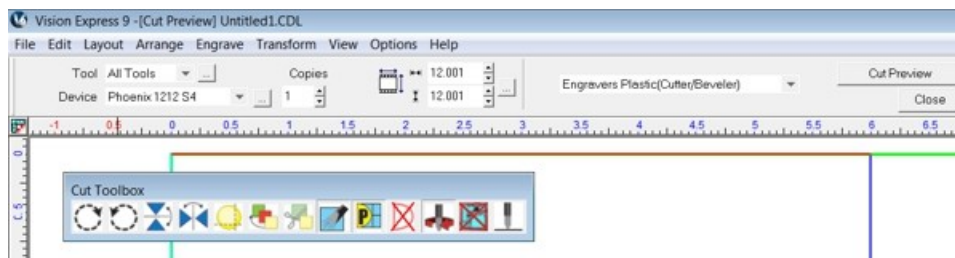 Vision Express 9 -[Cut Preview] Untitled1.CDL
File Edit Layout Arrange Engrave Transform View Options Help
Tool All Tools ... Copies 12.001 Engravers Plastic(Cutter/Beveler) Cut Preview
Device Phoenix 1212 S4 ... 1 12.001 ... Close
-1 0.5 0 0.5 1 1.5 2 2.5 3 3.5 4 4.5 5 5.5 6 6.5
0
Cut Toolbox
P
0.5